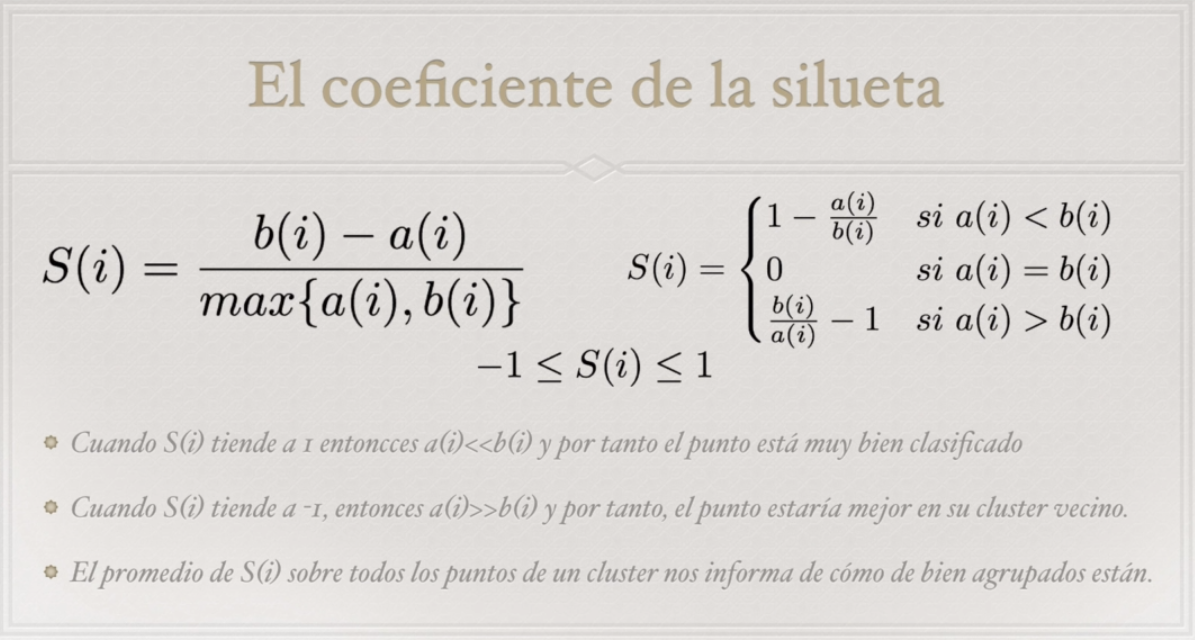 El coeficiente de la silueta
S(i) = \frac{b(i) - a(i)}{max\{a(i), b(i)\}}
S(i) = \begin{cases} 1 - \frac{a(i)}{b(i)} & si\ a(i) < b(i) \\ 0 & si\ a(i) = b(i) \\ \frac{b(i)}{a(i)} - 1 & si\ a(i) > b(i) \end{cases}
−1 ≤ S(i) ≤ 1
Cuando S(i) tiende a 1 entoncces a(i)<<b(i) y por tanto el punto está muy bien clasificado
Cuando S(i) tiende a -1, entonces a(i)>>b(i) y por tanto, el punto estaría mejor en su cluster vecino.
El promedio de S(i) sobre todos los puntos de un cluster nos informa de cómo de bien agrupados están.